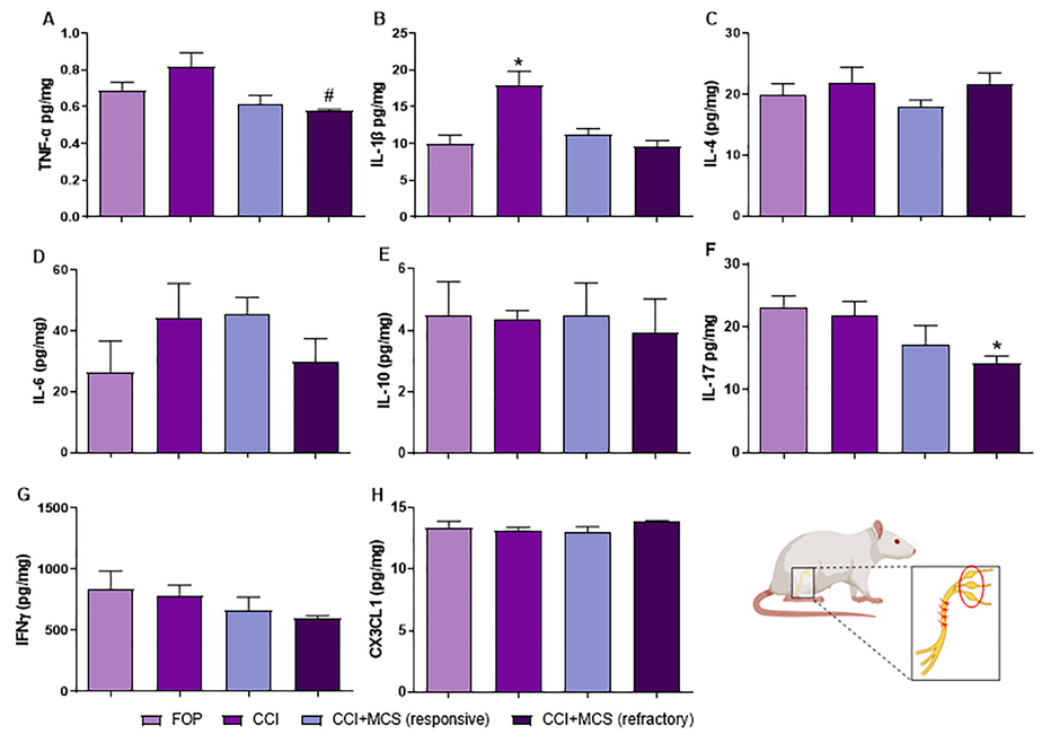 A
TNF-α pg/mg
1.0
0.8
0.6
0.4
0.2
0.0
#
B
IL-1β pg/mg
25
20
15
10
5
0
*
C
IL-4 (pg/mg)
30
20
10
0
D
IL-6 (pg/mg)
60
40
20
0
E
IL-10 (pg/mg)
6
4
2
0
F
IL-17 pg/mg
30
20
10
0
*
G
IFNγ (pg/mg)
1500
1000
500
0
H
CX3CL1 (pg/mg)
15
10
5
0
FOP CCI CCI+MCS (responsive) CCI+MCS (refractory)